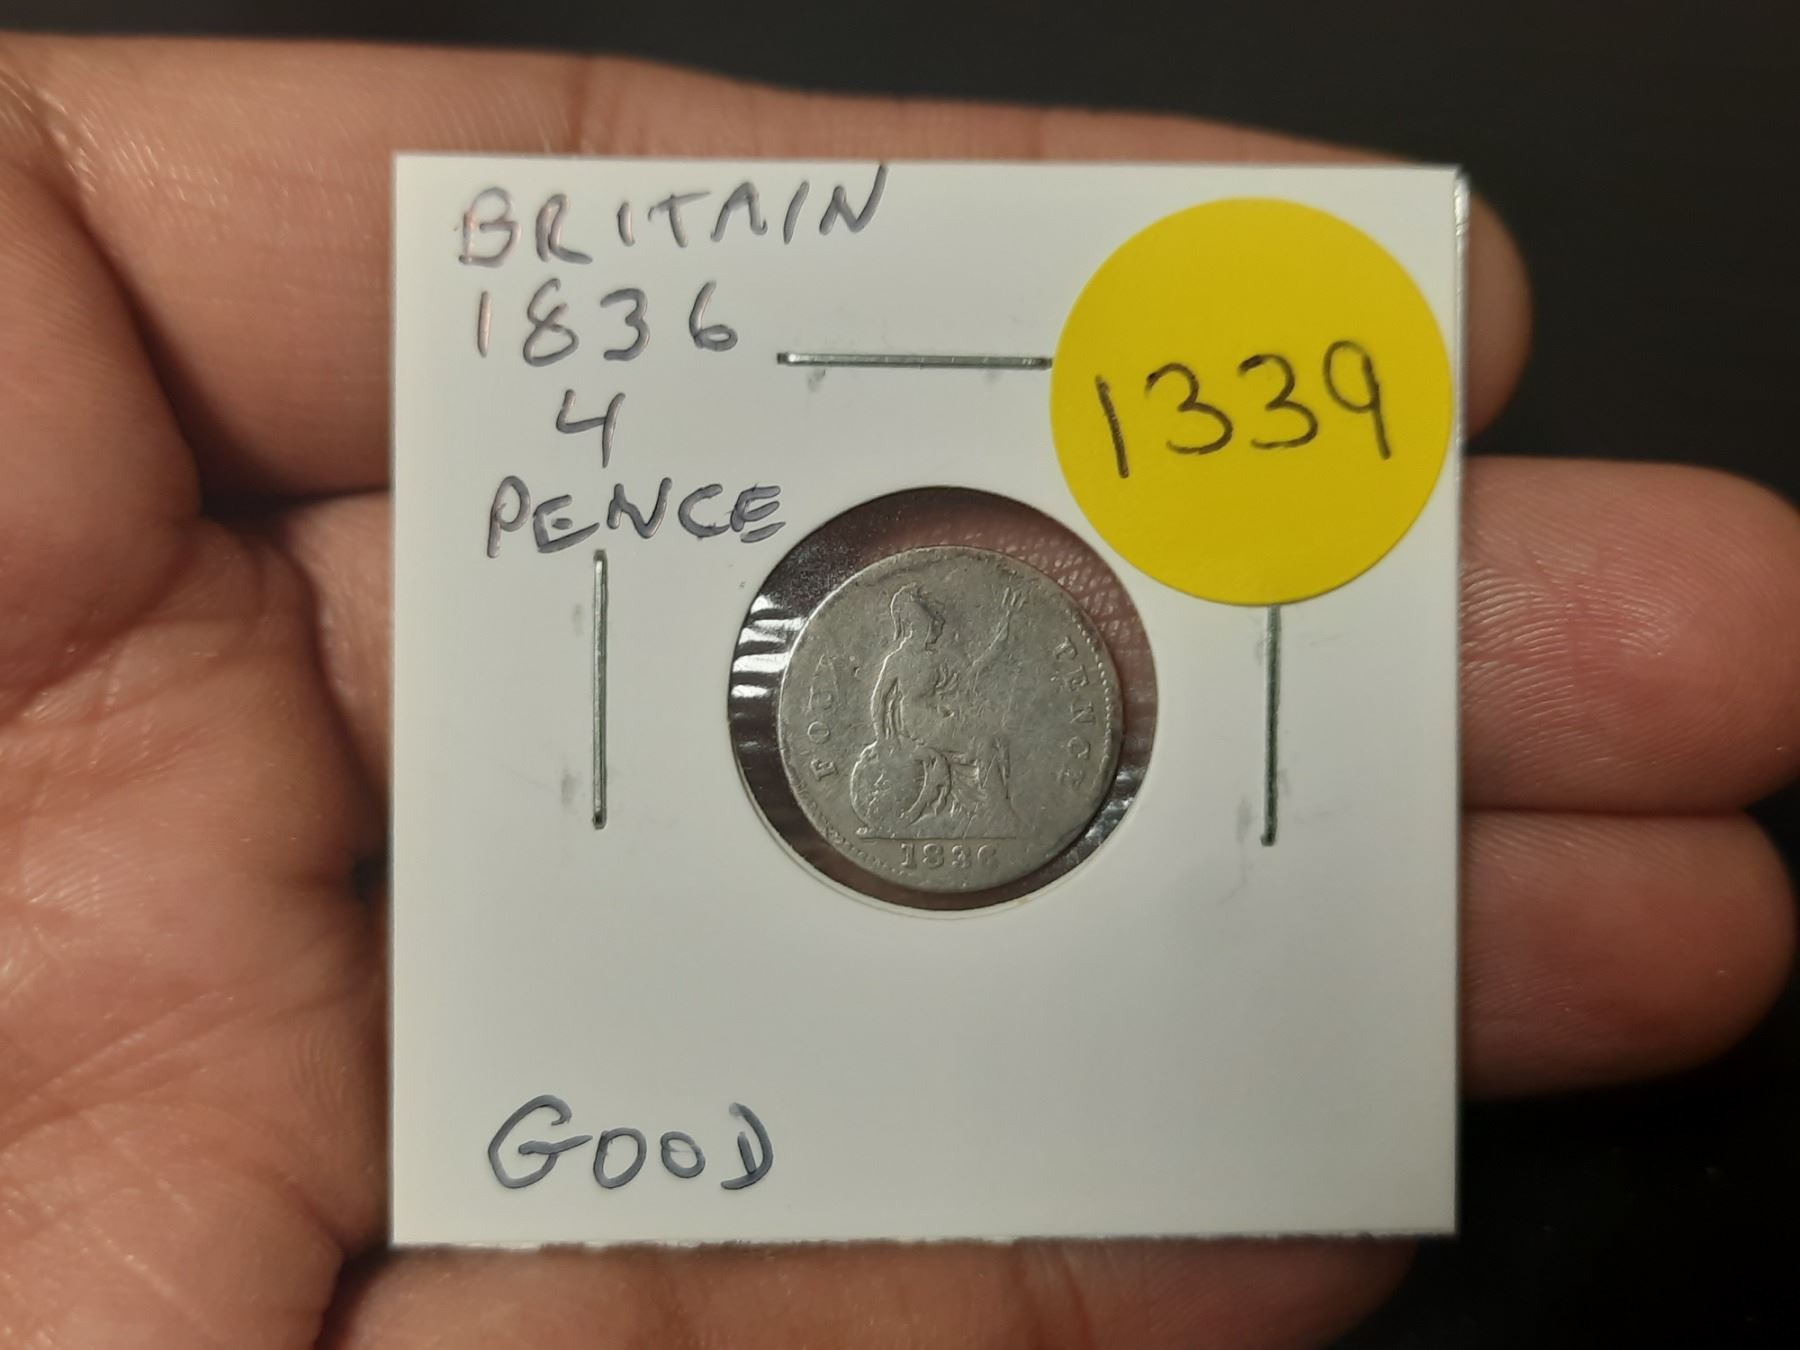 BRITAIN
1836
4
PENCE
1339
FOUR PENCE
1836
GOOD